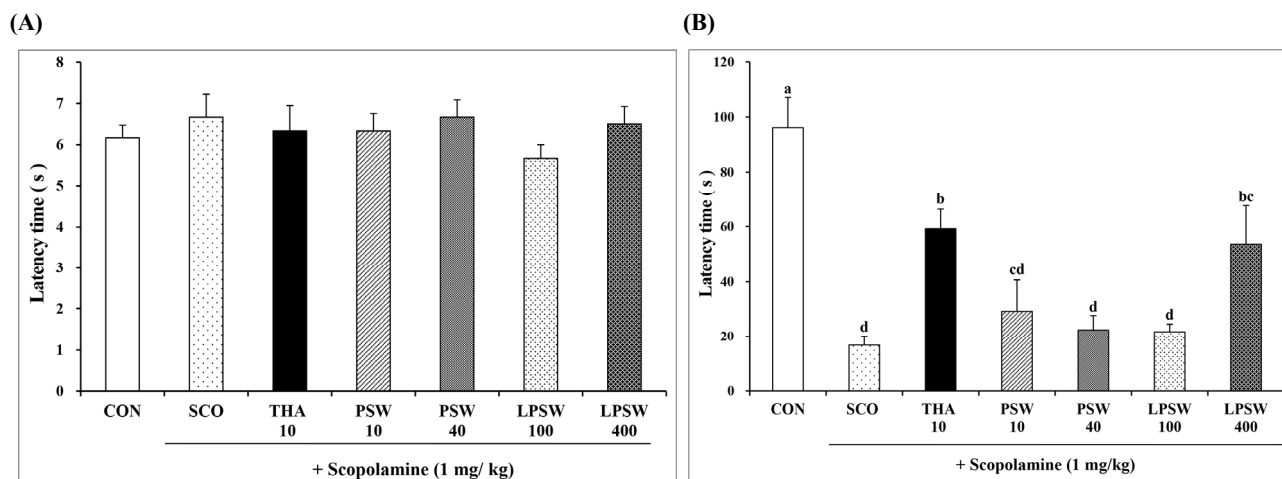 (A)
Latency time ( s )
8
7
6
5
4
3
2
1
0
CON SCO THA PSW PSW LPSW LPSW
10 10 40 100 400
+ Scopolamine (1 mg/ kg)
(B)
Latency time ( s )
120
100
80
60
40
20
0
a
d
b
cd
d
d
bc
CON SCO THA PSW PSW LPSW LPSW
10 10 40 100 400
+ Scopolamine (1 mg/kg)